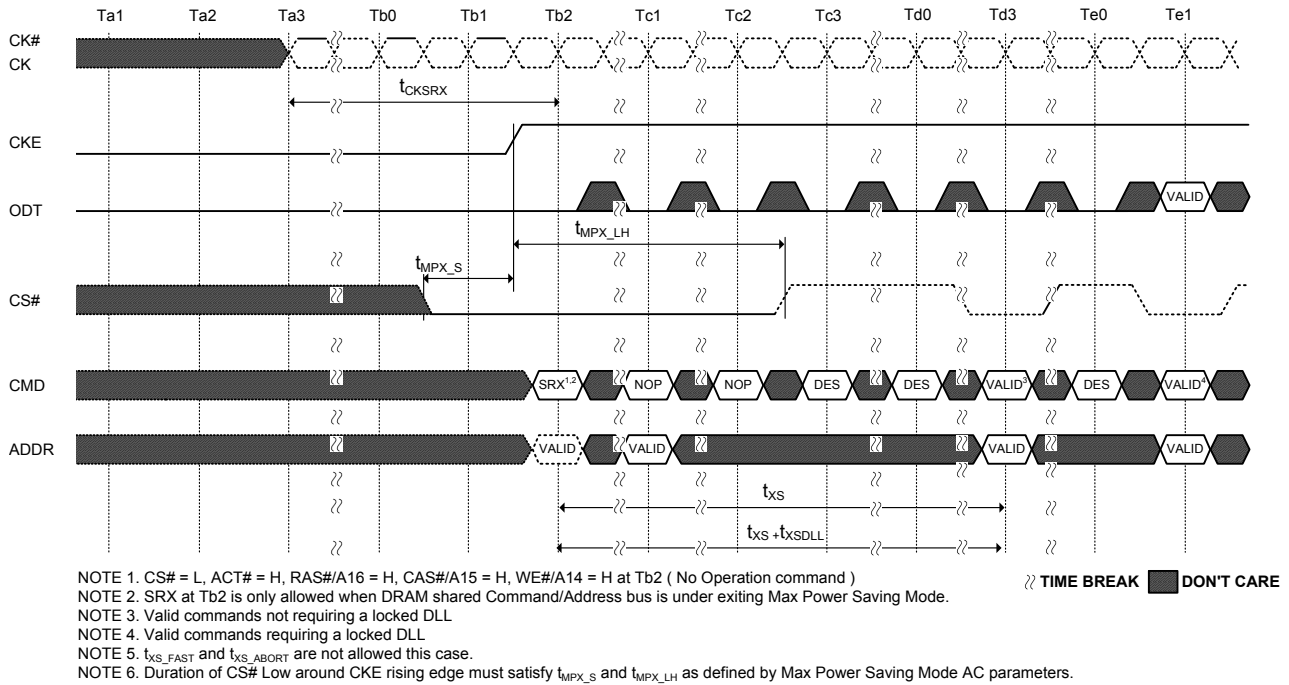 Ta1 Ta2 Ta3 Tb0 Tb1 Tb2 Tc1 Tc2 Tc3 Td0 Td3 Te0 Te1
CK#
CK
tCKSRX
CKE
ODT
VALID
tMPX_LH
tMPX_S
CS#
CMD
SRX1,2 NOP NOP DES DES VALID3 DES VALID4
ADDR
VALID VALID VALID VALID
tXS
tXS +tXSDLL
NOTE 1. CS# = L, ACT# = H, RAS#/A16 = H, CAS#/A15 = H, WE#/A14 = H at Tb2 ( No Operation command )
TIME BREAK DON'T CARE
NOTE 2. SRX at Tb2 is only allowed when DRAM shared Command/Address bus is under exiting Max Power Saving Mode.
NOTE 3. Valid commands not requiring a locked DLL
NOTE 4. Valid commands requiring a locked DLL
NOTE 5. tXS_FAST and tXS_ABORT are not allowed this case.
NOTE 6. Duration of CS# Low around CKE rising edge must satisfy tMPX_S and tMPX_LH as defined by Max Power Saving Mode AC parameters.